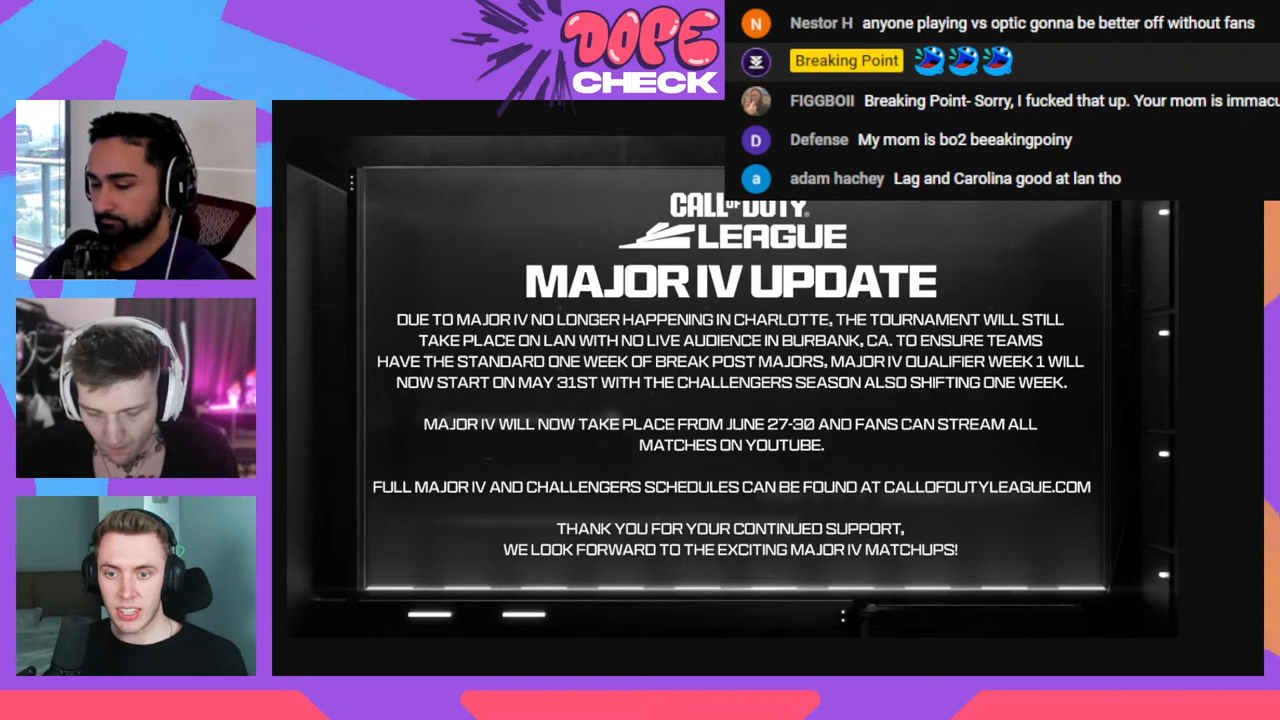 DOPE
CHECK
N Nestor H anyone playing vs optic gonna be better off without fans
Breaking Point
FIGGBOII Breaking Point- Sorry, I fucked that up. Your mom is immacu
D Defense My mom is bo2 beeakingpoiny
a adam hachey Lag and Carolina good at lan tho
CALL OF DUTY
LEAGUE
MAJOR IV UPDATE
DUE TO MAJOR IV NO LONGER HAPPENING IN CHARLOTTE, THE TOURNAMENT WILL STILL
TAKE PLACE ON LAN WITH NO LIVE AUDIENCE IN BURBANK, CA. TO ENSURE TEAMS
HAVE THE STANDARD ONE WEEK OF BREAK POST MAJORS, MAJOR IV QUALIFIER WEEK 1 WILL
NOW START ON MAY 31ST WITH THE CHALLENGERS SEASON ALSO SHIFTING ONE WEEK.
MAJOR IV WILL NOW TAKE PLACE FROM JUNE 27-30 AND FANS CAN STREAM ALL
MATCHES ON YOUTUBE.
FULL MAJOR IV AND CHALLENGERS SCHEDULES CAN BE FOUND AT CALLOFDUTYLEAGUE.COM
THANK YOU FOR YOUR CONTINUED SUPPORT,
WE LOOK FORWARD TO THE EXCITING MAJOR IV MATCHUPS!